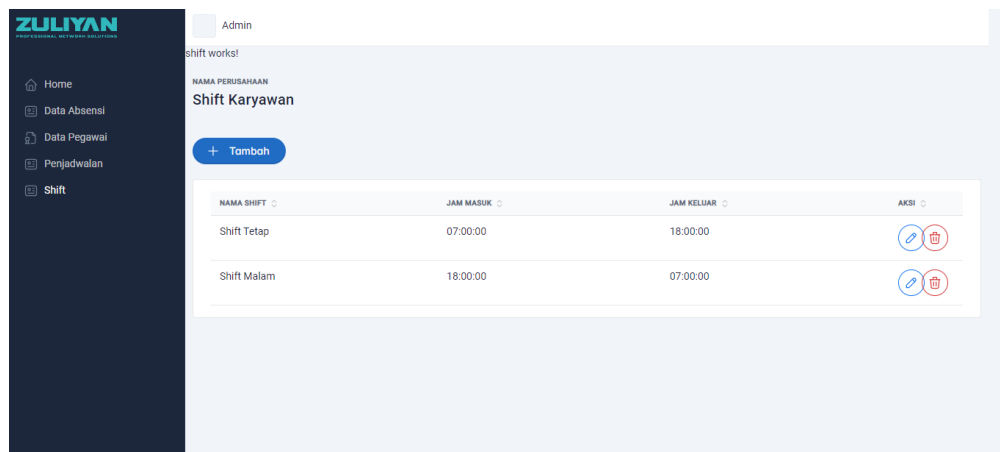 ZULIYAN
PROFESSIONAL NETWORK SOLUTIONS
Admin
shift works!
Home
Data Absensi
Data Pegawai
Penjadwalan
Shift
NAMA PERUSAHAAN
Shift Karyawan
+ Tambah
NAMA SHIFT JAM MASUK JAM KELUAR AKSI
Shift Tetap 07:00:00 18:00:00
Shift Malam 18:00:00 07:00:00